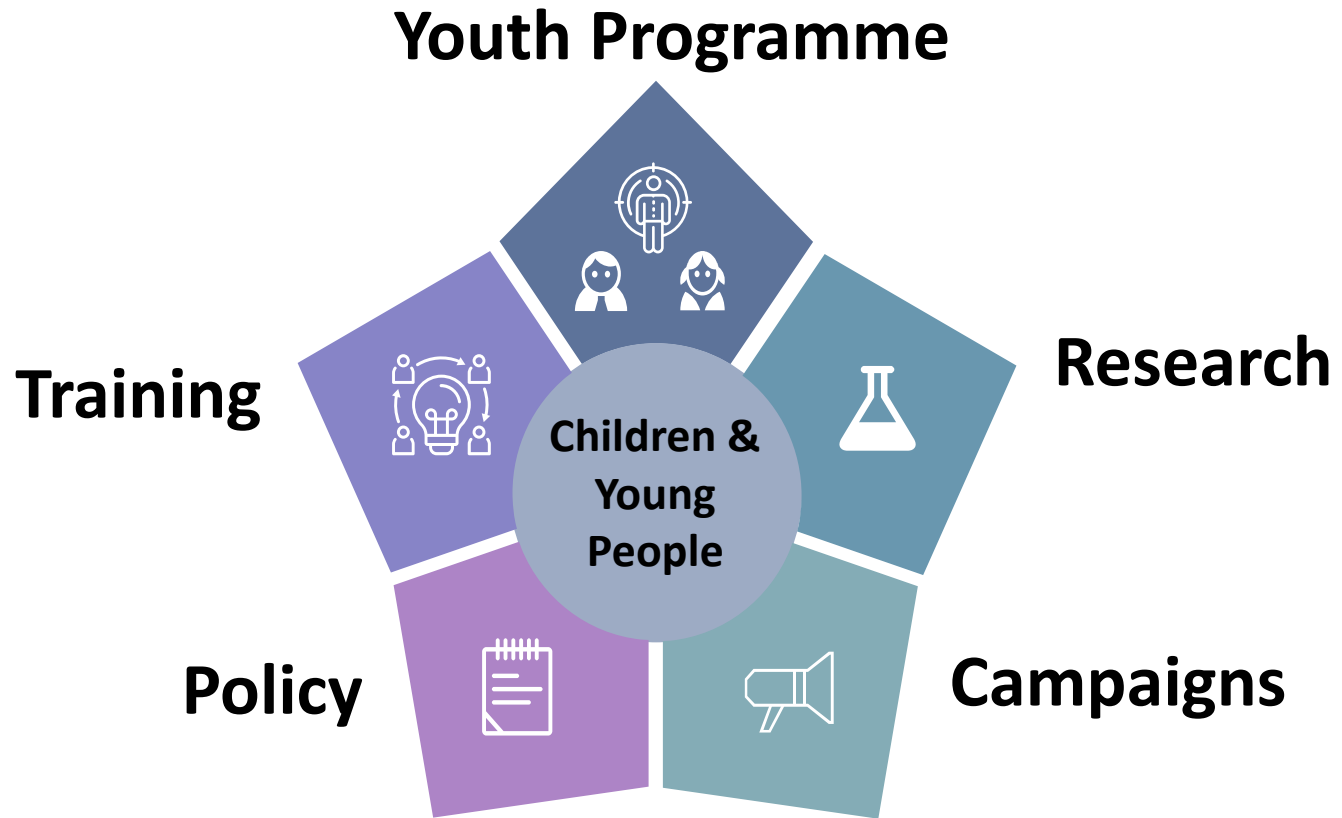 Youth Programme
Research
Training
Children &
Young
People
Campaigns
Policy